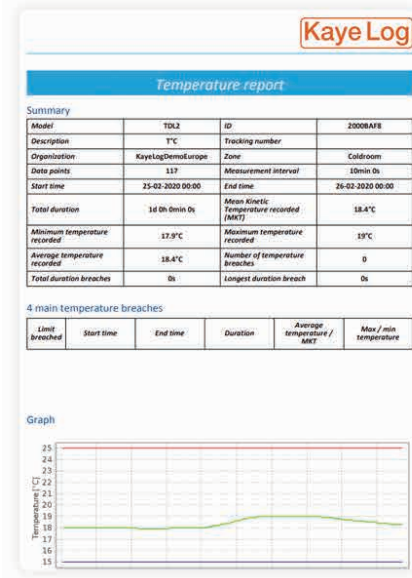 Kaye Log
Temperature report
Summary
Model TDL2 ID 2000BAF8
Description T°C Tracking number
Organization KayeLogDemoEurope Zone Coldroom
Data points 117 Measurement interval 10min 0s
Start time 25-02-2020 00:00 End time 26-02-2020 00:00
Total duration 1d 0h 0min 0s Mean Kinetic Temperature recorded (MKT) 18.4°C
Minimum temperature recorded 17.9°C Maximum temperature recorded 19°C
Average temperature recorded 18.4°C Number of temperature breaches 0
Total duration breaches 0s Longest duration breach 0s
4 main temperature breaches
Limit breached Start time End time Duration Average temperature / MKT Max / min temperature
Graph
Temperature [°C]
25
24
23
22
21
20
19
18
17
16
15